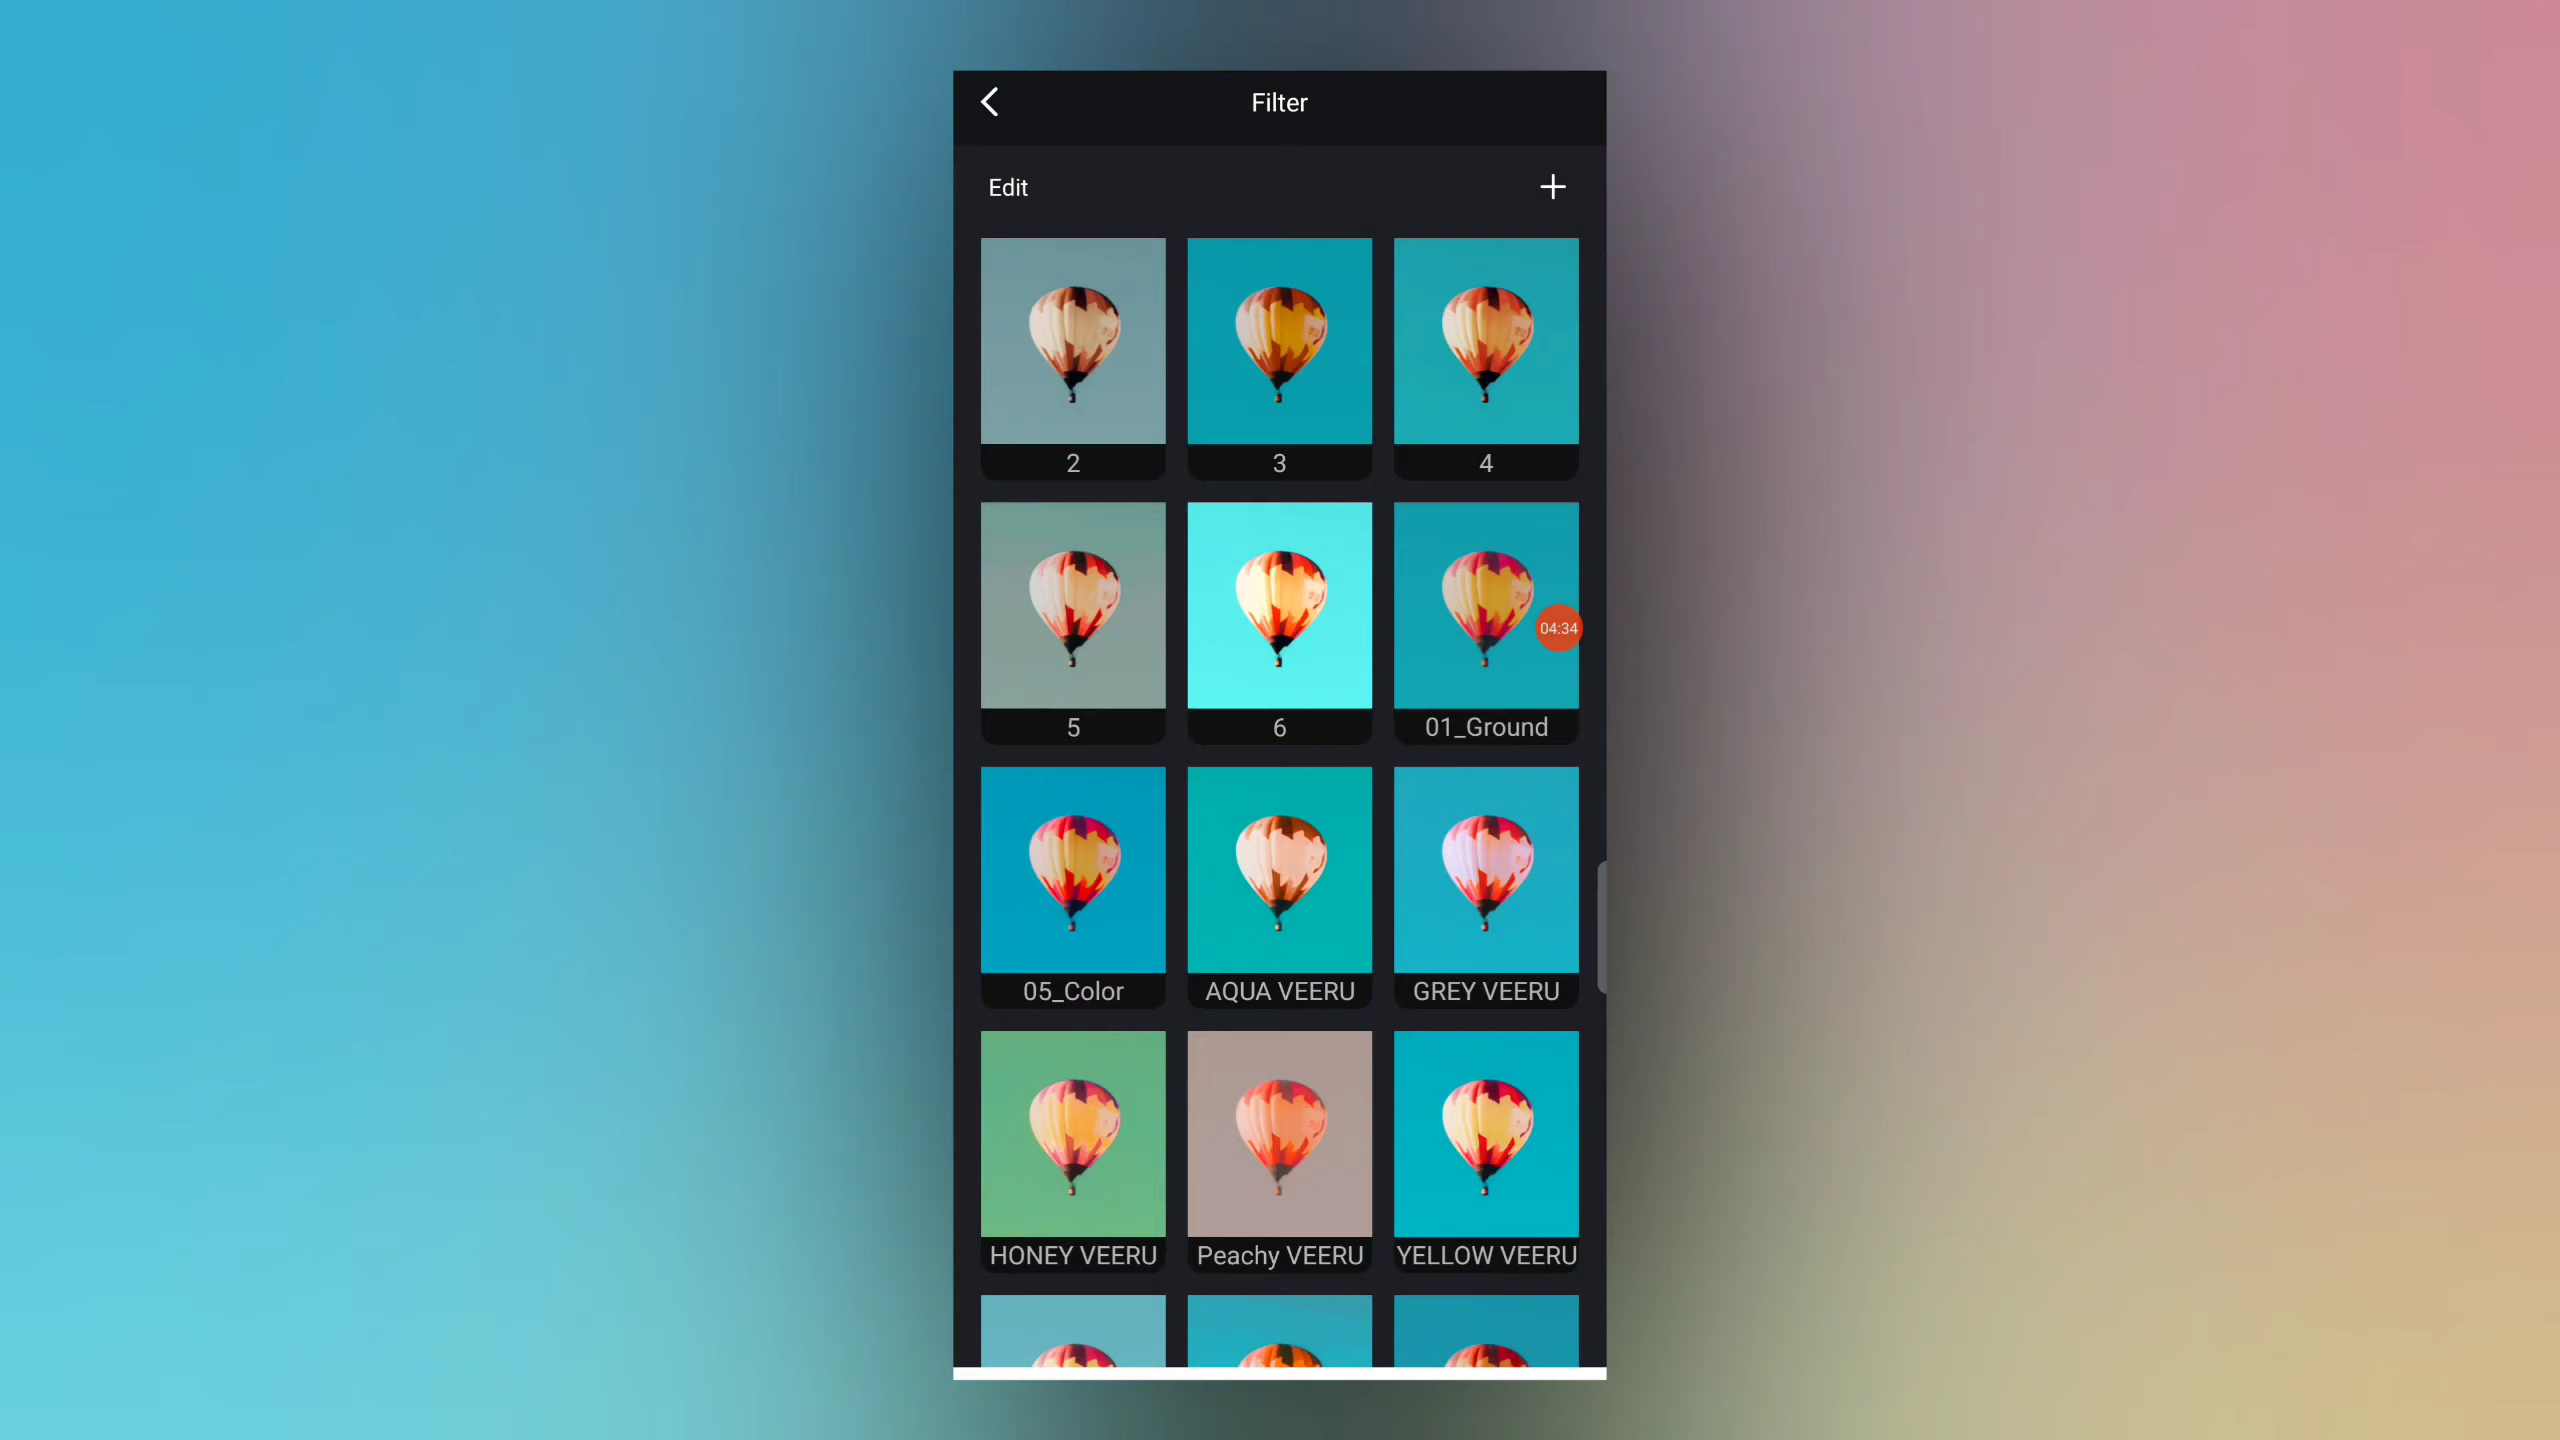 Filter
Edit
2 3 4
5 6 01_Ground
04:34
05_Color AQUA VEERU GREY VEERU
HONEY VEERU Peachy VEERU YELLOW VEERU